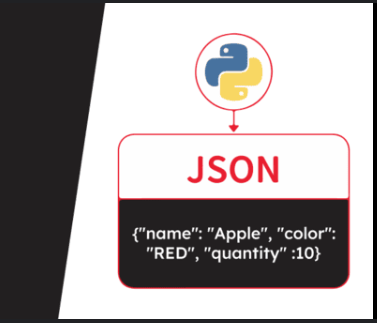 JSON
{"name": "Apple", "color":
"RED", "quantity" :10}